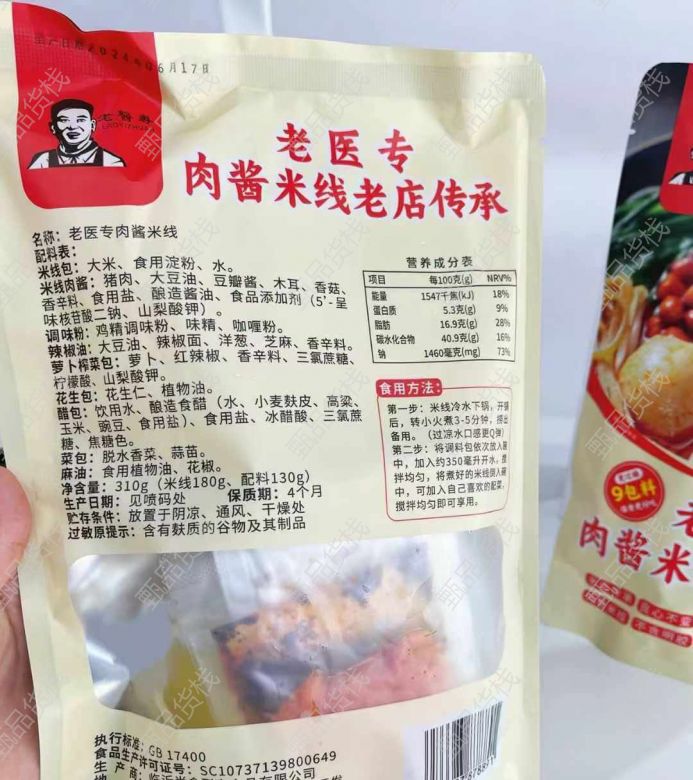 生产日期2024年06月17日
老醫專
LAOYIZHUAN
老医专
肉酱米线老店传承
名称：老医专肉酱米线
配料表：
米线包：大米、食用淀粉、水。
米线肉酱：猪肉、大豆油、豆瓣酱、木耳、香菇、
香辛料、食用盐、酿造酱油、食品添加剂（5'-呈
味核苷酸二钠、山梨酸钾）。
调味粉：鸡精调味粉、味精、咖喱粉。
辣椒油：大豆油、辣椒面、洋葱、芝麻、香辛料。
萝卜榨菜包：萝卜、红辣椒、香辛料、三氯蔗糖、
柠檬酸、山梨酸钾。
花生包：花生仁、植物油。
醋包：饮用水、酿造食醋（水、小麦麸皮、高粱、
玉米、豌豆、食用盐）、食用盐、冰醋酸、三氯蔗
糖、焦糖色。
菜包：脱水香菜、蒜苗。
麻油：食用植物油、花椒。
净含量：310g（米线180g、配料130g）
生产日期：见喷码处 保质期：4个月
贮存条件：放置于阴凉、通风、干燥处
过敏原提示：含有麸质的谷物及其制品
营养成分表
项目 每100克(g) NRV%
能量 1547千焦(kJ) 18%
蛋白质 5.3克(g) 9%
脂肪 16.9克(g) 28%
碳水化合物 40.9克(g) 16%
钠 1460毫克(mg) 73%
食用方法：
第一步：米线冷水下锅，开锅
后，转小火煮3-5分钟，捞出
备用。（过凉水口感更Q弹）
第二步：将调料包依次放入碗
中，加入约350毫升开水，搅
拌均匀，将煮好的米线捞入碗
中，可加入自己喜欢的配菜，
搅拌均匀即可享用。
执行标准：GB 17400
食品生产许可证号：SC10737139800649
生产商：临沂
9包料
老
肉酱米
甄品货栈